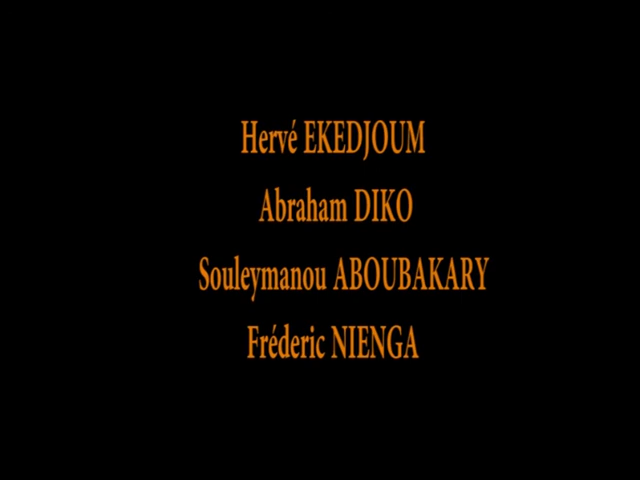 Hervé EKEDJOUM
Abraham DIKO
Souleymanou ABOUBAKARY
Fréderic NIENGA